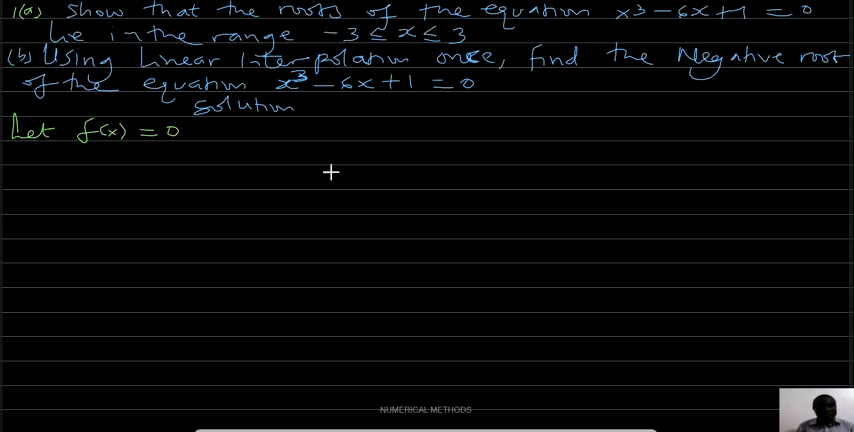 1(a) Show that the roots of the equation x3 - 6x + 1 = 0
lie in the range -3 ≤ x ≤ 3
(b) Using Linear Interpolation once, find the Negative root
of the equation x³ - 6x + 1 = 0
solution
Let f(x) = 0
NUMERICAL METHODS